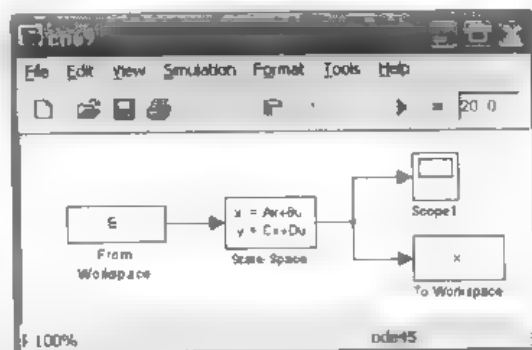 File Edit View Simulation Format Tools Help
20 0
x = Ax+Bu
y = Cx+Du
Scope1
From
Workspace
State-Space
x
To Workspace
100%
ode45